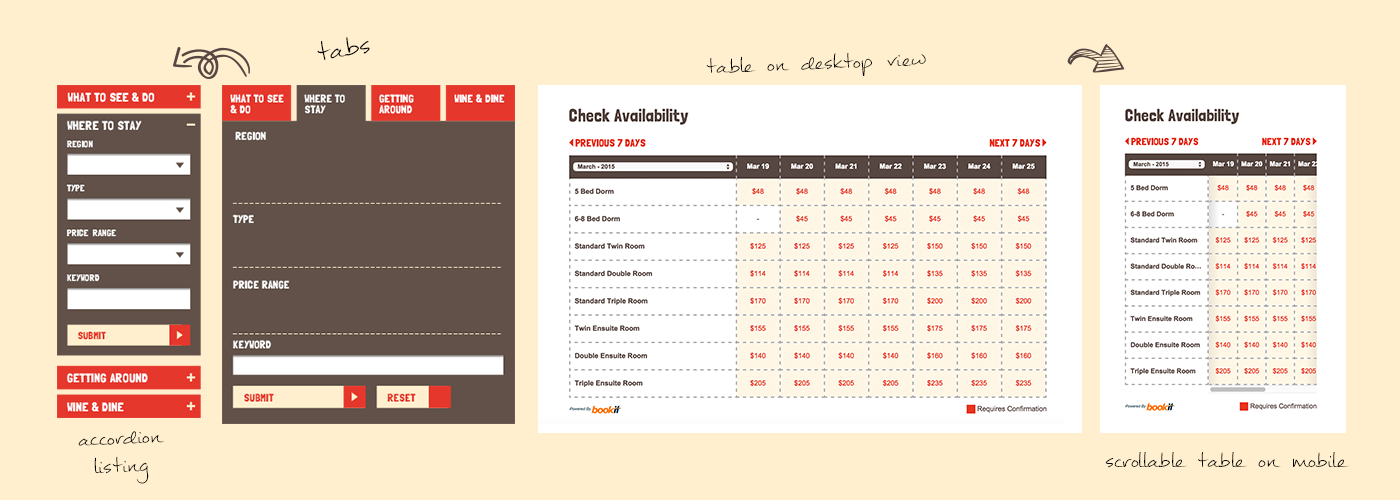 tabs
table on desktop view
WHAT TO SEE & DO +
WHERE TO STAY −
REGION
TYPE
PRICE RANGE
KEYWORD
SUBMIT
GETTING AROUND +
WINE & DINE +
accordion
listing
WHAT TO SEE
& DO
WHERE TO
STAY
GETTING
AROUND
WINE & DINE
REGION
TYPE
PRICE RANGE
KEYWORD
SUBMIT
RESET
Check Availability
PREVIOUS 7 DAYS NEXT 7 DAYS
March - 2015 Mar 19 Mar 20 Mar 21 Mar 22 Mar 23 Mar 24 Mar 25
5 Bed Dorm $48 $48 $48 $48 $48 $48 $48
6-8 Bed Dorm - $45 $45 $45 $45 $45 $45
Standard Twin Room $125 $125 $125 $125 $150 $150 $150
Standard Double Room $114 $114 $114 $114 $135 $135 $135
Standard Triple Room $170 $170 $170 $170 $200 $200 $200
Twin Ensuite Room $155 $155 $155 $155 $175 $175 $175
Double Ensuite Room $140 $140 $140 $140 $160 $160 $160
Triple Ensuite Room $205 $205 $205 $205 $235 $235 $235
Powered By bookit Requires Confirmation
Check Availability
PREVIOUS 7 DAYS NEXT 7 DAYS
March - 2015 Mar 19 Mar 20 Mar 21 Mar 22
5 Bed Dorm $48 $48 $48 $48
6-8 Bed Dorm - $45 $45 $45
Standard Twin Room $125 $125 $125 $125
Standard Double Ro... $114 $114 $114 $114
Standard Triple Room $170 $170 $170 $170
Twin Ensuite Room $155 $155 $155 $155
Double Ensuite Room $140 $140 $140 $140
Triple Ensuite Room $205 $205 $205 $205
Powered By bookit Requires Confirmation
scrollable table on mobile